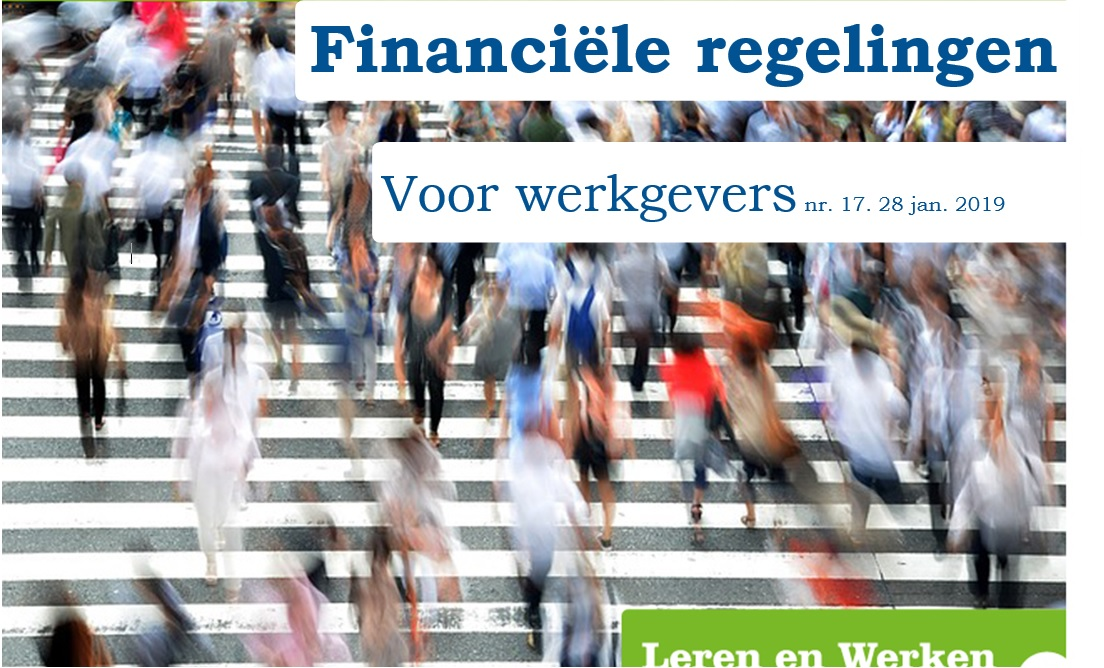 Financiële regelingen
Voor werkgevers nr. 17. 28 jan. 2019
Leren en Werken